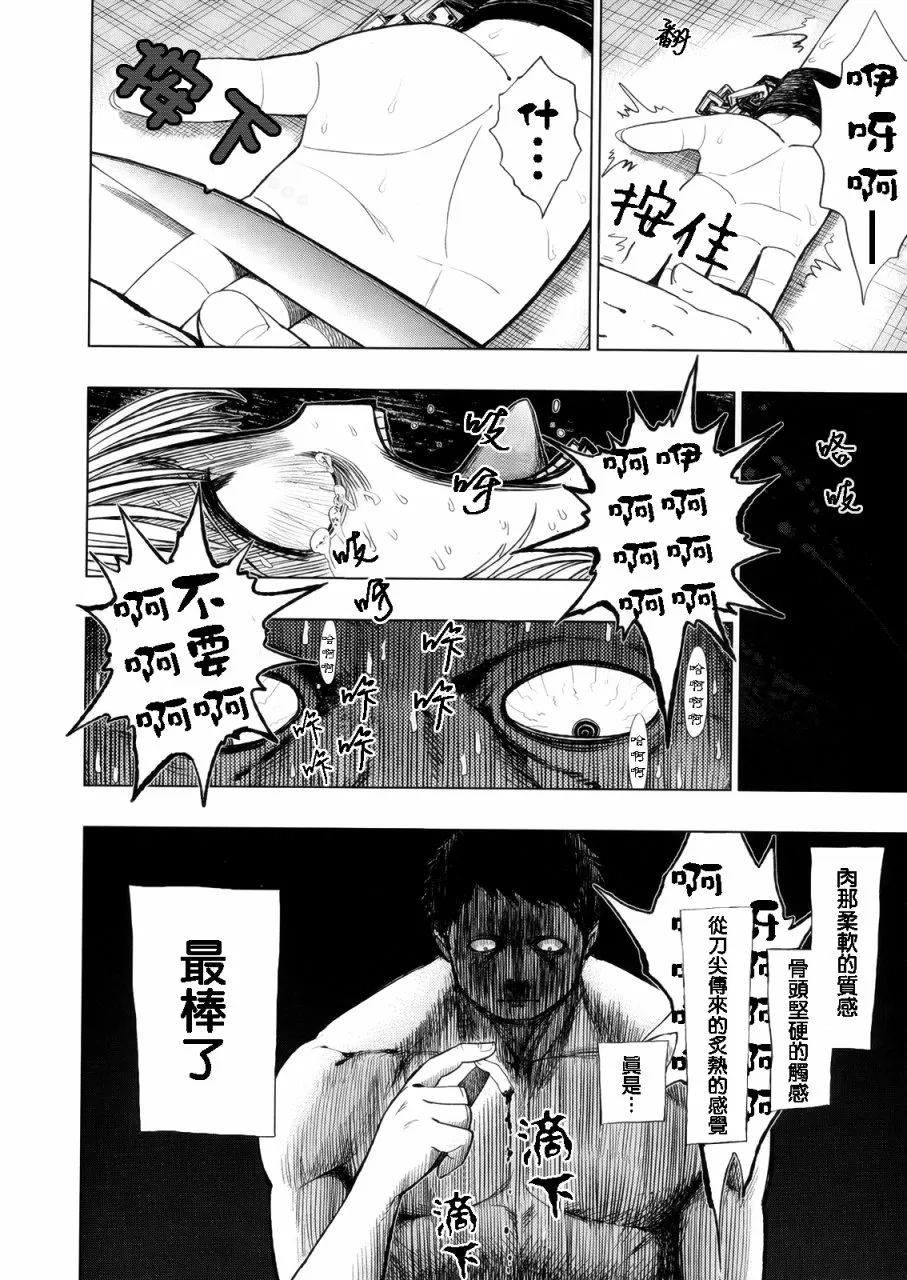 咿呀啊—
翻
按住
什…
按下
咯吱
咿啊啊啊
啊啊啊啊
吱呀
吱呀
不要啊
啊啊啊啊
哈啊啊啊
哈啊啊
咔咔
咔咔
咔咔
哈啊啊
肉那柔軟的質感
骨頭堅硬的觸感
從刀尖傳來的炙熱的感覺
真是…
最棒了
滴下
滴下